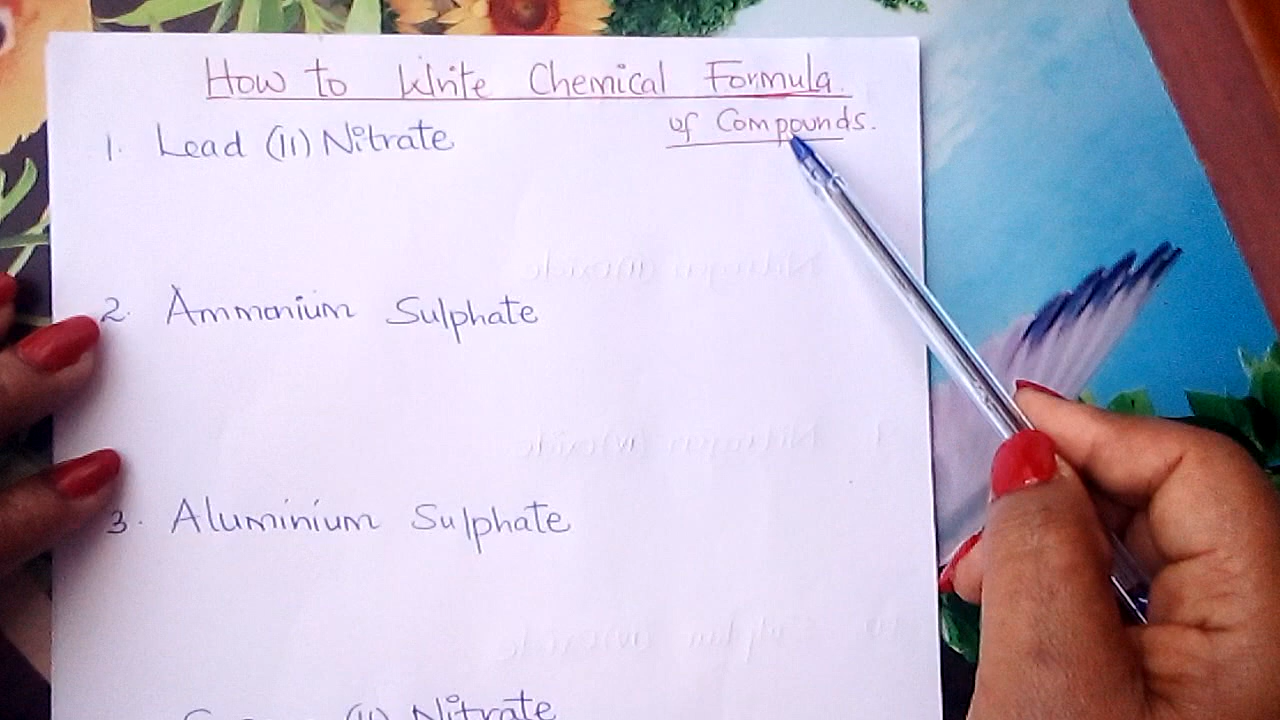 How to Write Chemical Formula.
of Compounds.
1. Lead (II) Nitrate
2. Ammonium Sulphate
3. Aluminium Sulphate
(II) Nitrate